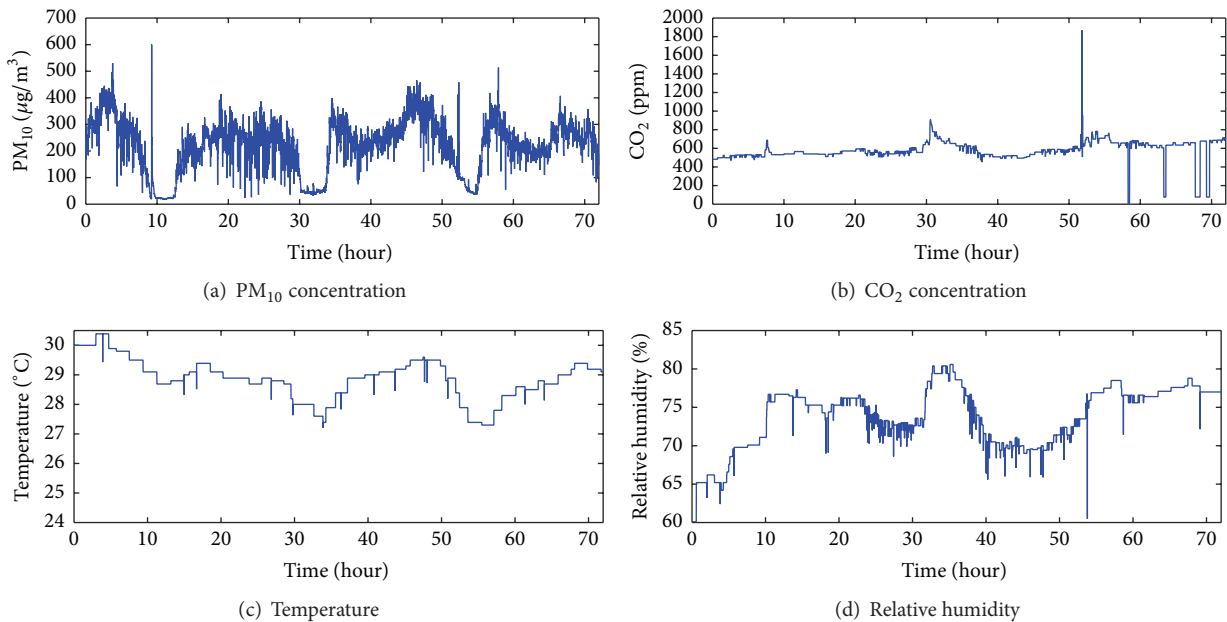 700
600
500
400
300
200
100
0
PM10 (μg/m3)
0 10 20 30 40 50 60 70
Time (hour)
(a) PM10 concentration
2000
1800
1600
1400
1200
1000
800
600
400
200
0
CO2 (ppm)
0 10 20 30 40 50 60 70
Time (hour)
(b) CO2 concentration
30
29
28
27
26
25
24
Temperature (°C)
0 10 20 30 40 50 60 70
Time (hour)
(c) Temperature
85
80
75
70
65
60
Relative humidity (%)
0 10 20 30 40 50 60 70
Time (hour)
(d) Relative humidity